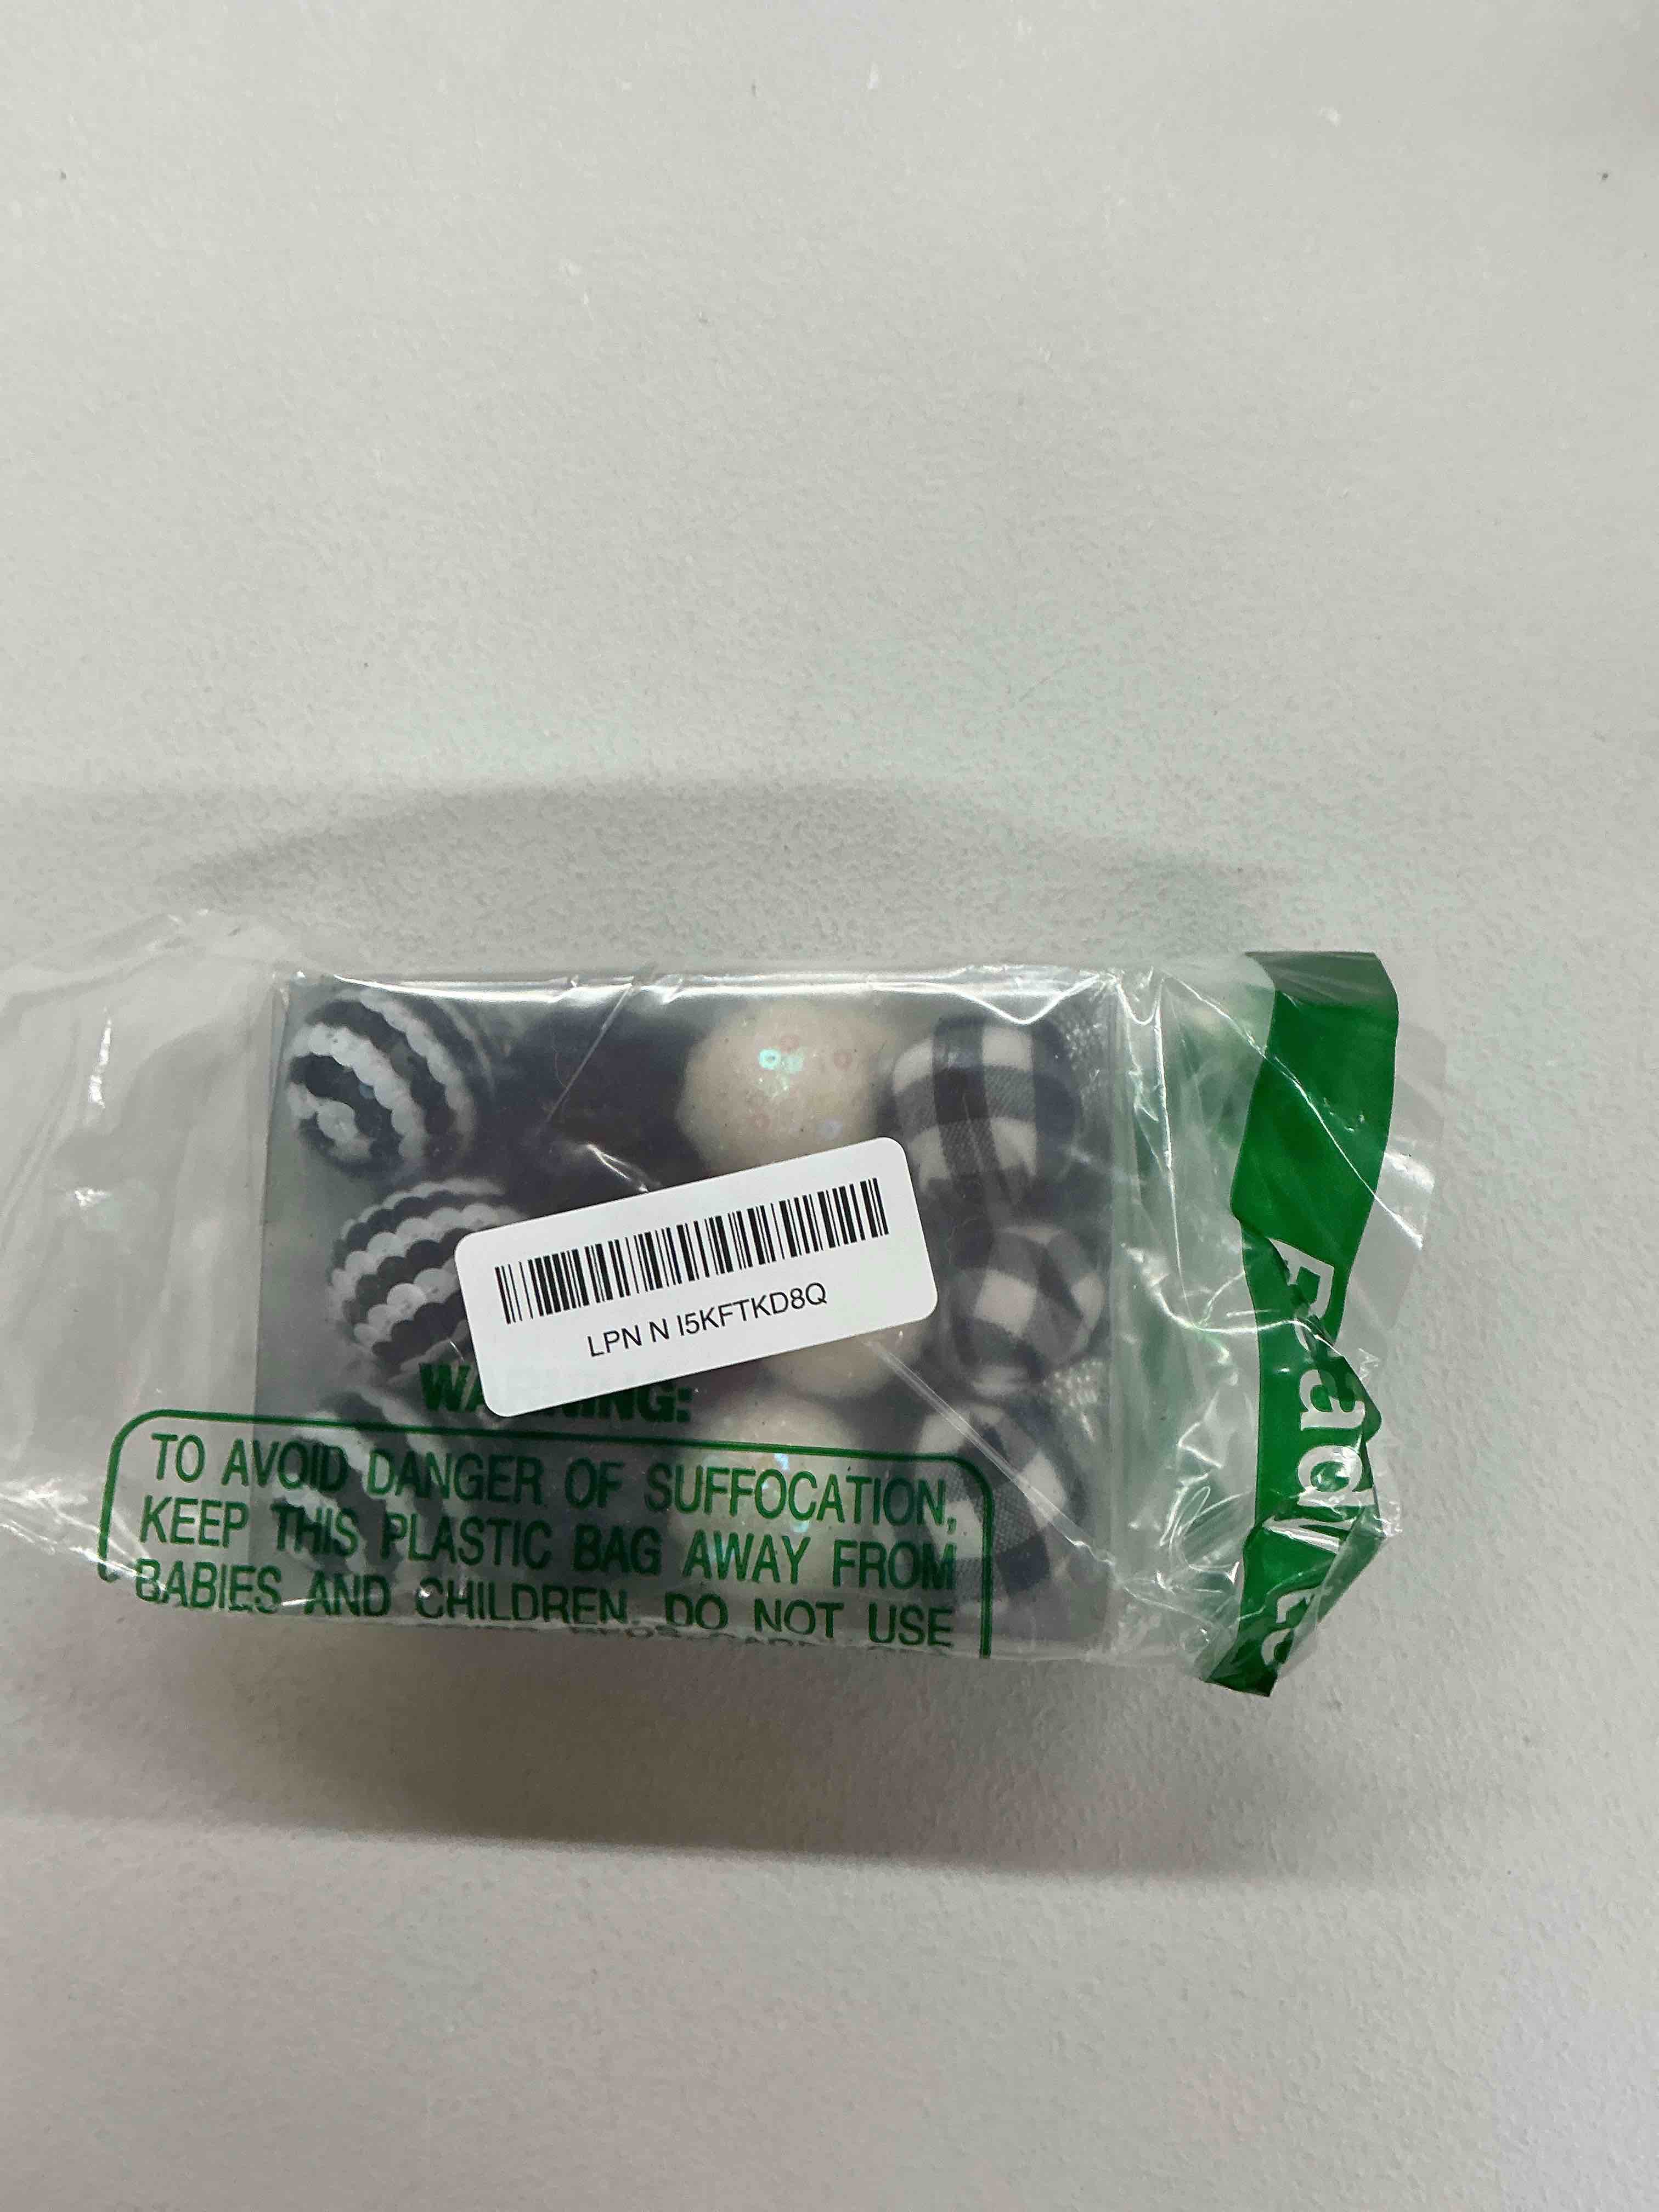 LPN N I5KFTKD8Q
WARNING:
TO AVOID DANGER OF SUFFOCATION,
KEEP THIS PLASTIC BAG AWAY FROM
BABIES AND CHILDREN. DO NOT USE